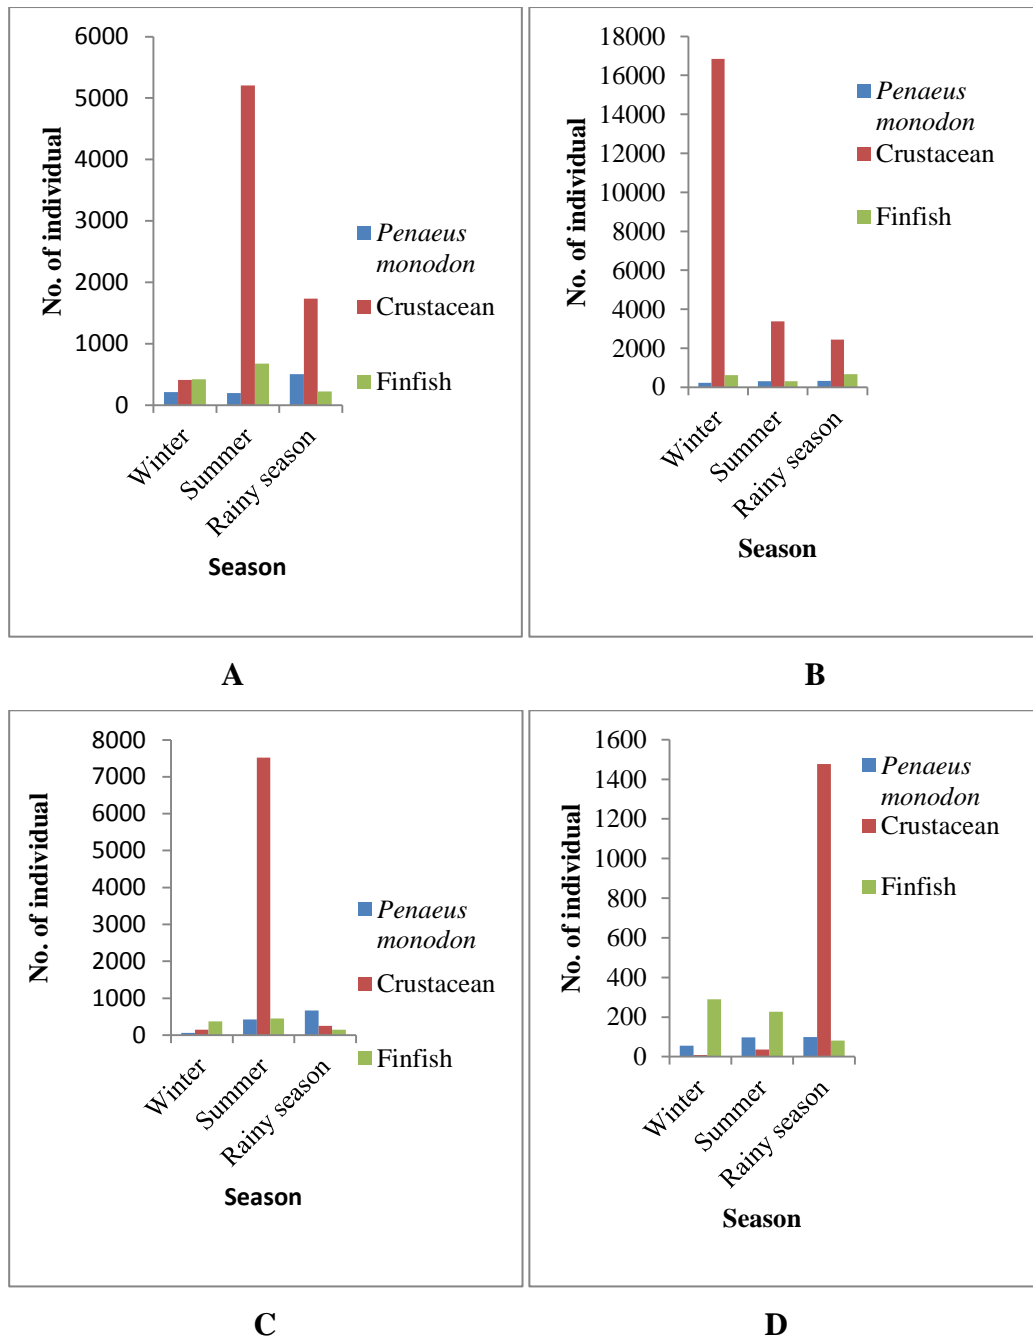 6000
5000
4000
3000
2000
1000
0
No. of individual
Winter
Summer
Rainy season
Season
Penaeus
monodon
Crustacean
Finfish
A
18000
16000
14000
12000
10000
8000
6000
4000
2000
0
No. of individual
Winter
Summer
Rainy season
Season
Penaeus
monodon
Crustacean
Finfish
B
8000
7000
6000
5000
4000
3000
2000
1000
0
No. of individual
Winter
Summer
Rainy season
Season
Penaeus
monodon
Crustacean
Finfish
C
1600
1400
1200
1000
800
600
400
200
0
No. of individual
Winter
Summer
Rainy season
Season
Penaeus
monodon
Crustacean
Finfish
D